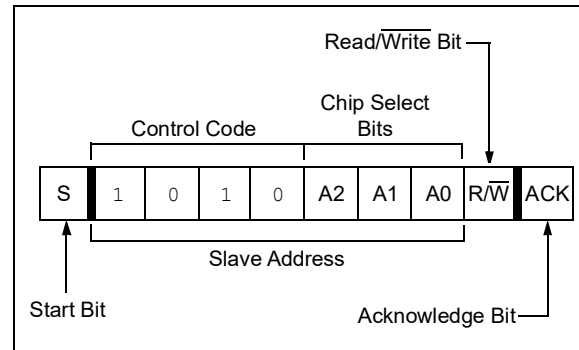 Read/Write Bit
Chip Select
Control Code Bits
S 1 0 1 0 A2 A1 A0 R/W ACK
Slave Address
Start Bit Acknowledge Bit